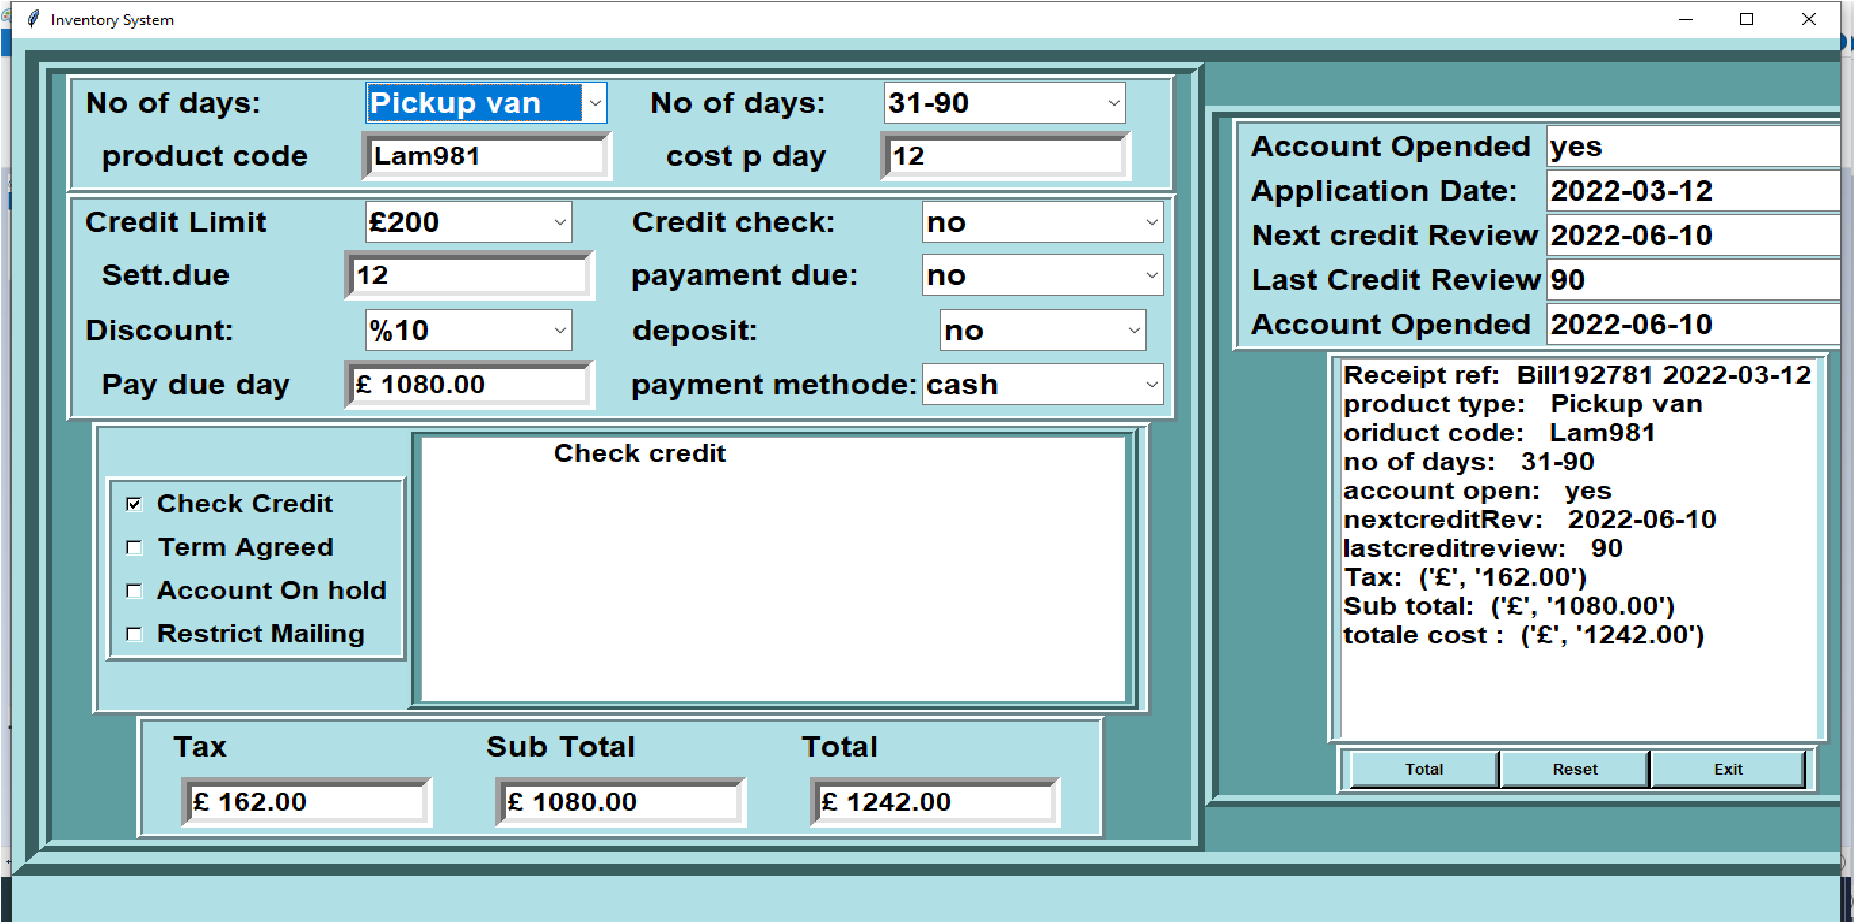 Inventory System
No of days: Pickup van No of days: 31-90
product code Lam981 cost p day 12
Credit Limit £200 Credit check: no
Sett.due 12 payament due: no
Discount: %10 deposit: no
Pay due day £ 1080.00 payment methode: cash
Check credit
Check Credit
Term Agreed
Account On hold
Restrict Mailing
Tax Sub Total Total
£ 162.00 £ 1080.00 £ 1242.00
Account Opended yes
Application Date: 2022-03-12
Next credit Review 2022-06-10
Last Credit Review 90
Account Opended 2022-06-10
Receipt ref: Bill192781 2022-03-12
product type: Pickup van
oriduct code: Lam981
no of days: 31-90
account open: yes
nextcreditRev: 2022-06-10
lastcreditreview: 90
Tax: ('£', '162.00')
Sub total: ('£', '1080.00')
totale cost : ('£', '1242.00')
Total Reset Exit